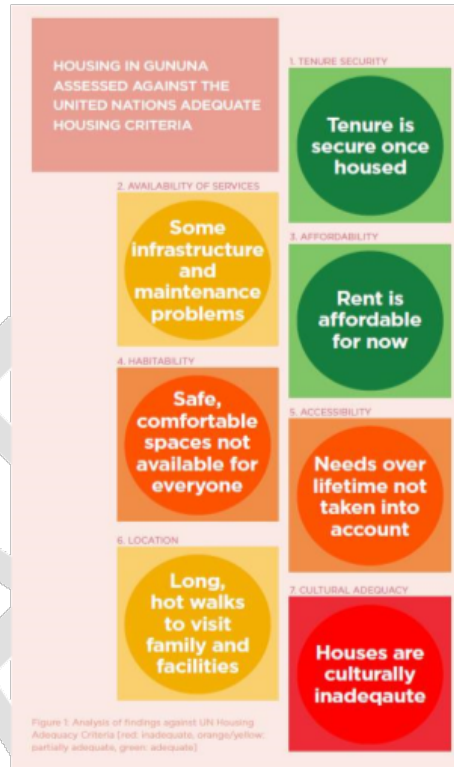 HOUSING IN GUNUNA
ASSESSED AGAINST THE
UNITED NATIONS ADEQUATE
HOUSING CRITERIA
1. TENURE SECURITY
Tenure is
secure once
housed
2. AVAILABILITY OF SERVICES
Some
infrastructure
and
maintenance
problems
3. AFFORDABILITY
Rent is
affordable
for now
4. HABITABILITY
Safe,
comfortable
spaces not
available for
everyone
5. ACCESSIBILITY
Needs over
lifetime not
taken into
account
6. LOCATION
Long,
hot walks
to visit
family and
facilities
7. CULTURAL ADEQUACY
Houses are
culturally
inadeqaute
Figure 1: Analysis of findings against UN Housing
Adequacy Criteria [red: inadequate, orange/yellow:
partially adequate, green: adequate]